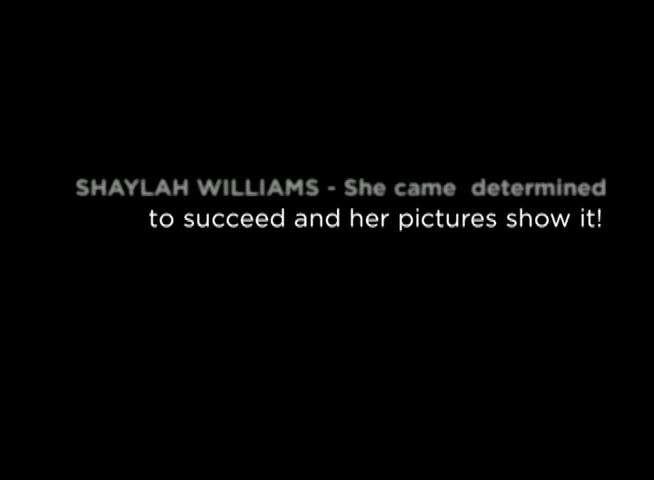 SHAYLAH WILLIAMS - She came determined
to succeed and her pictures show it!